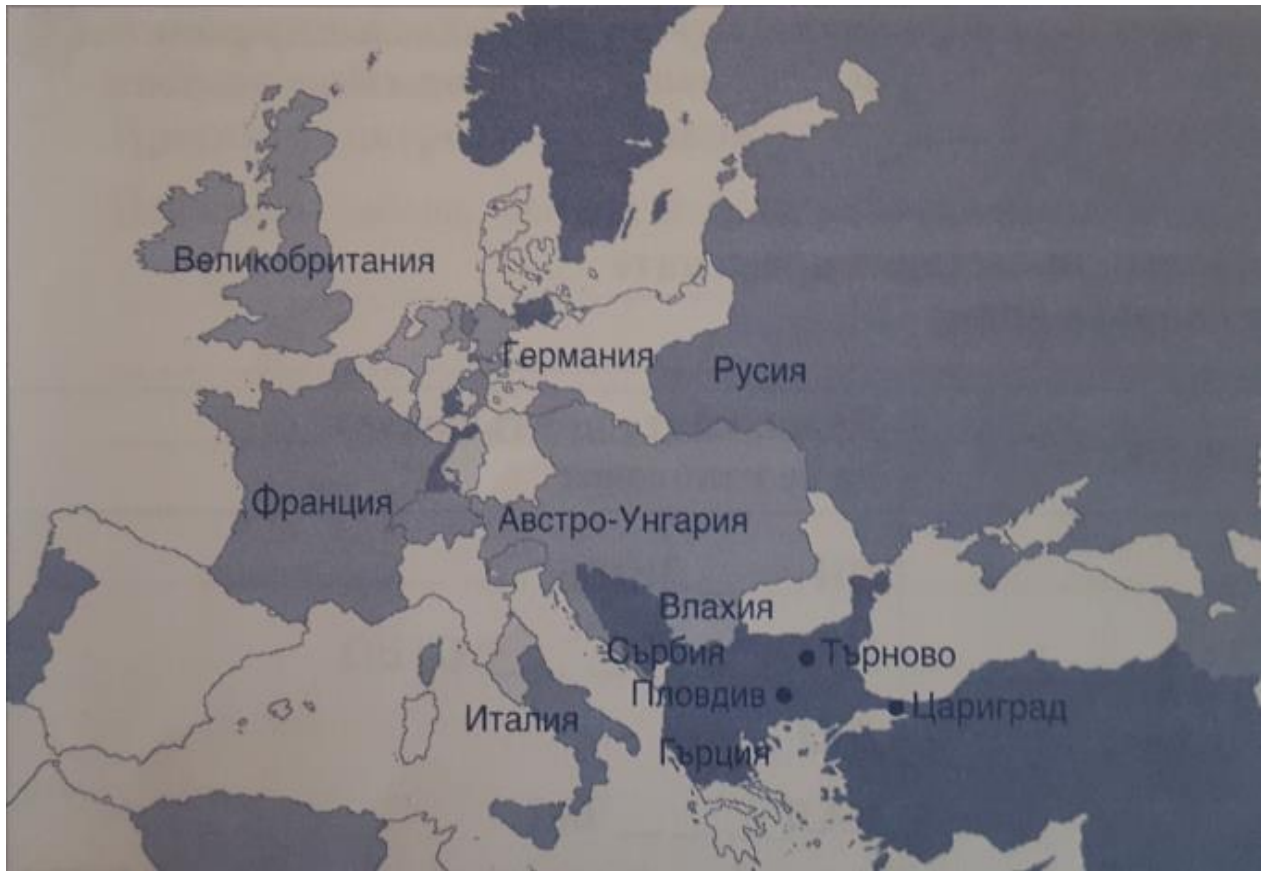 Великобритания
Германия
Русия
Франция
Австро-Унгария
Влахия
Сърбия
Търново
Пловдив
Цариград
Италия
Гърция